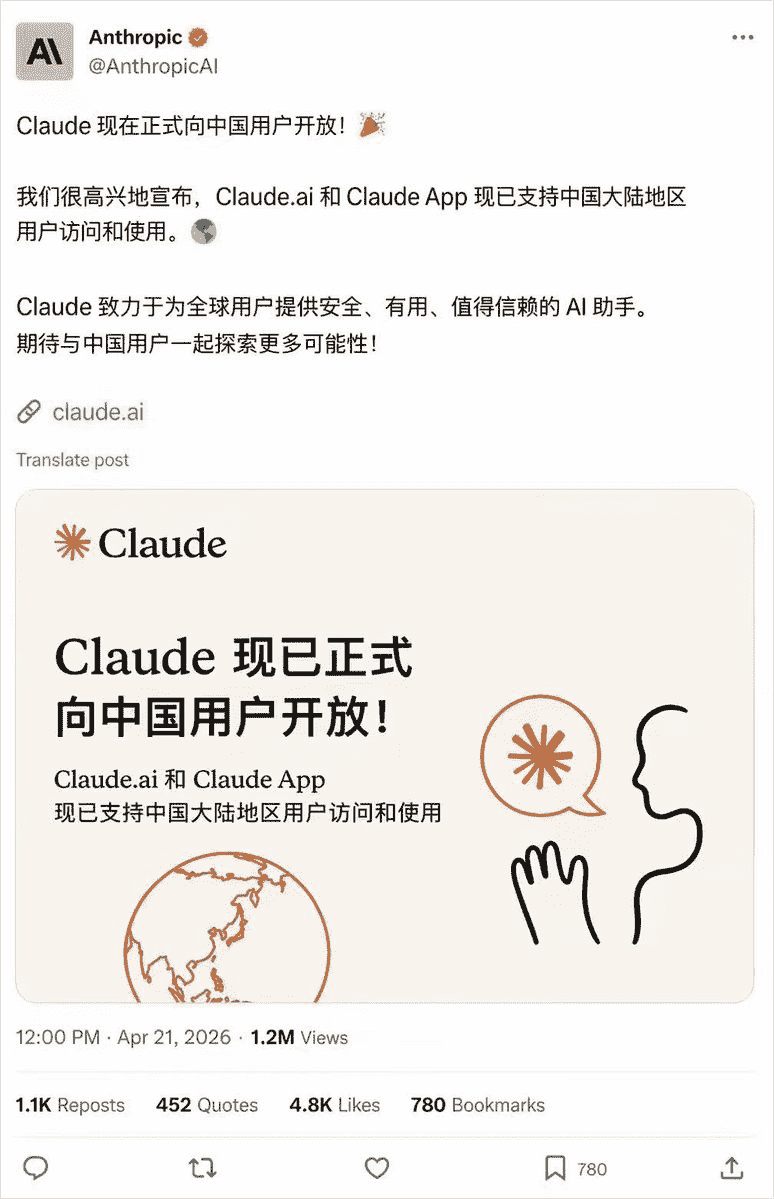 Anthropic
@AnthropicAI
Claude 现在正式向中国用户开放！🎉
我们很高兴地宣布，Claude.ai 和 Claude App 现已支持中国大陆地区
用户访问和使用。🌎
Claude 致力于为全球用户提供安全、有用、值得信赖的 AI 助手。
期待与中国用户一起探索更多可能性！
claude.ai
Translate post
Claude
Claude 现已正式
向中国用户开放！
Claude.ai 和 Claude App
现已支持中国大陆地区用户访问和使用
12:00 PM · Apr 21, 2026 · 1.2M Views
1.1K Reposts 452 Quotes 4.8K Likes 780 Bookmarks
780